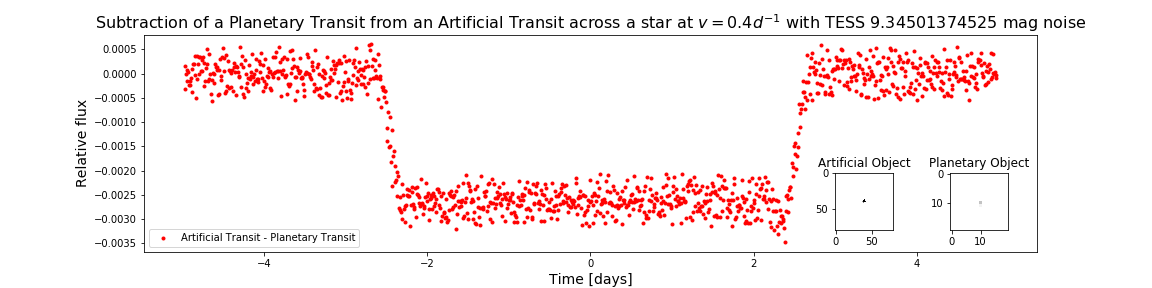 Subtraction of a Planetary Transit from an Artificial Transit across a star at v = 0.4d⁻¹ with TESS 9.34501374525 mag noise
Relative flux
0.0005
0.0000
−0.0005
−0.0010
−0.0015
−0.0020
−0.0025
−0.0030
−0.0035
Artificial Transit - Planetary Transit
Artificial Object
0
50
0 50
Planetary Object
0
10
0 10
−4 −2 0 2 4
Time [days]